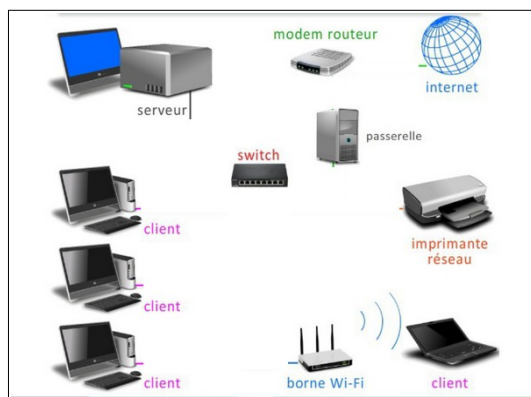 modem routeur
internet
serveur
passerelle
switch
client
imprimante
réseau
client
client
borne Wi-Fi
client